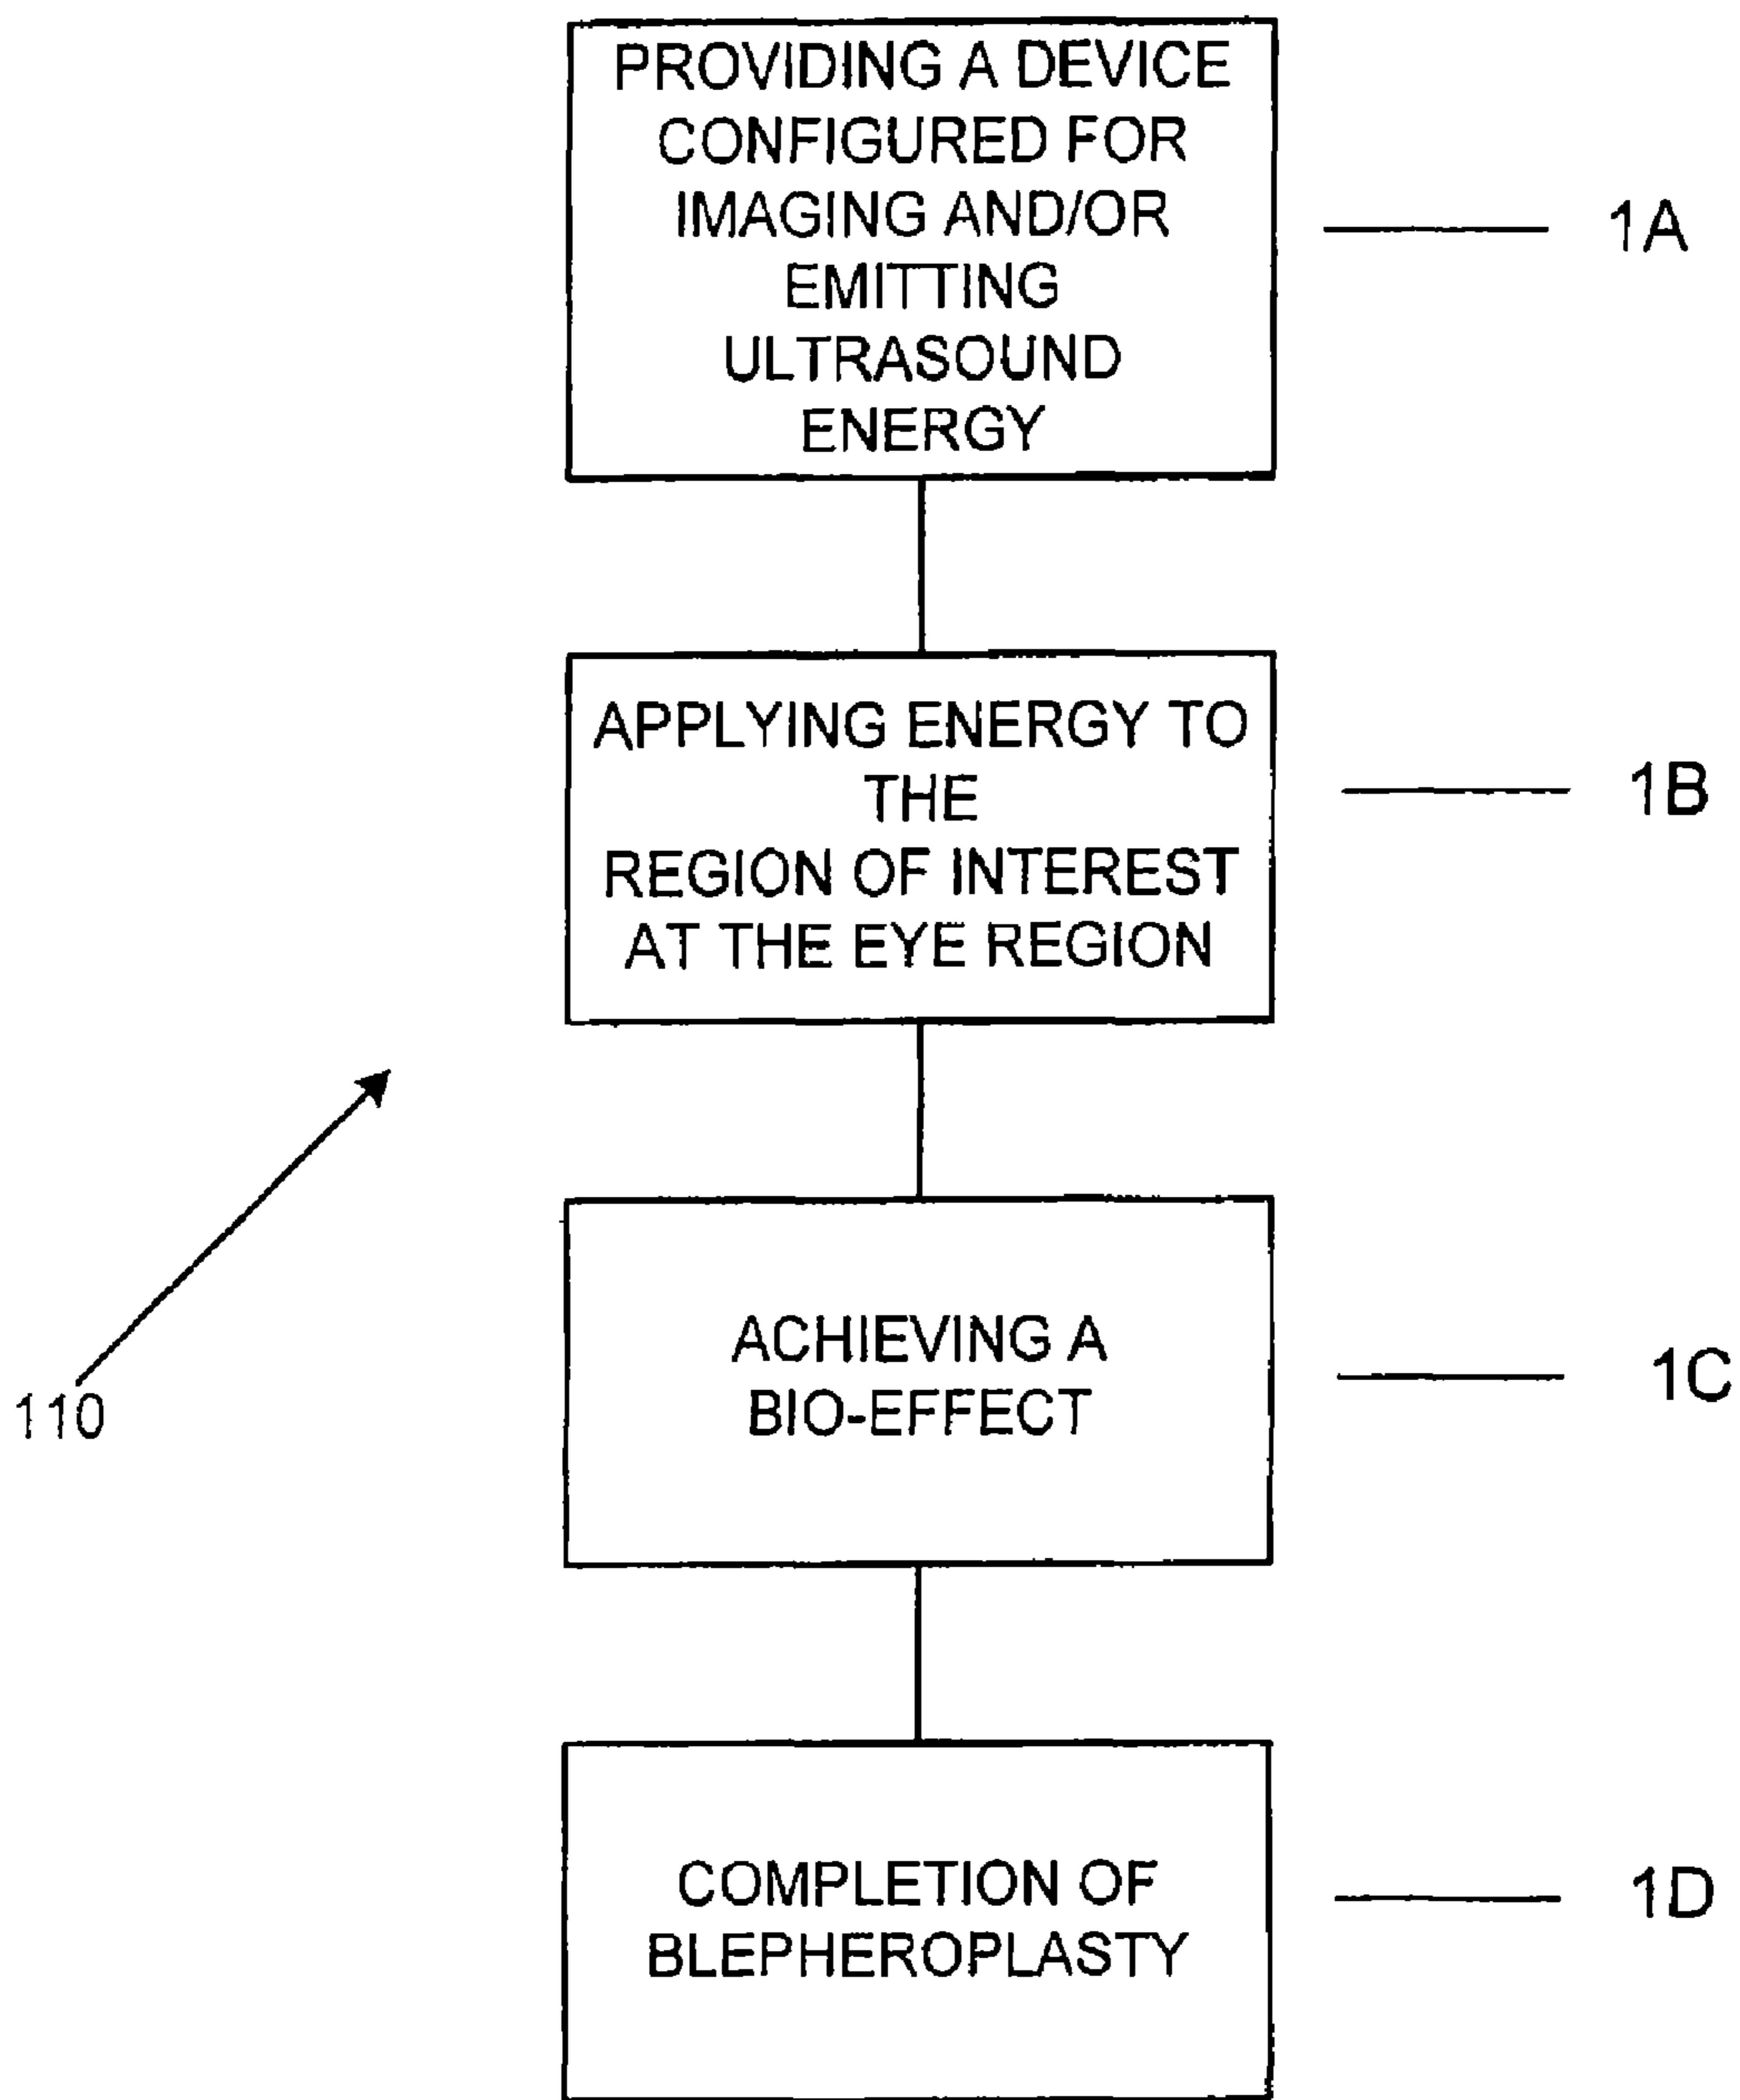 PROVIDING A DEVICE
CONFIGURED FOR
IMAGING AND/OR
EMITTING
ULTRASOUND
ENERGY
1A
APPLYING ENERGY TO
THE
REGION OF INTEREST
AT THE EYE REGION
1B
ACHIEVING A
BIO-EFFECT
1C
110
COMPLETION OF
BLEPHEROPLASTY
1D